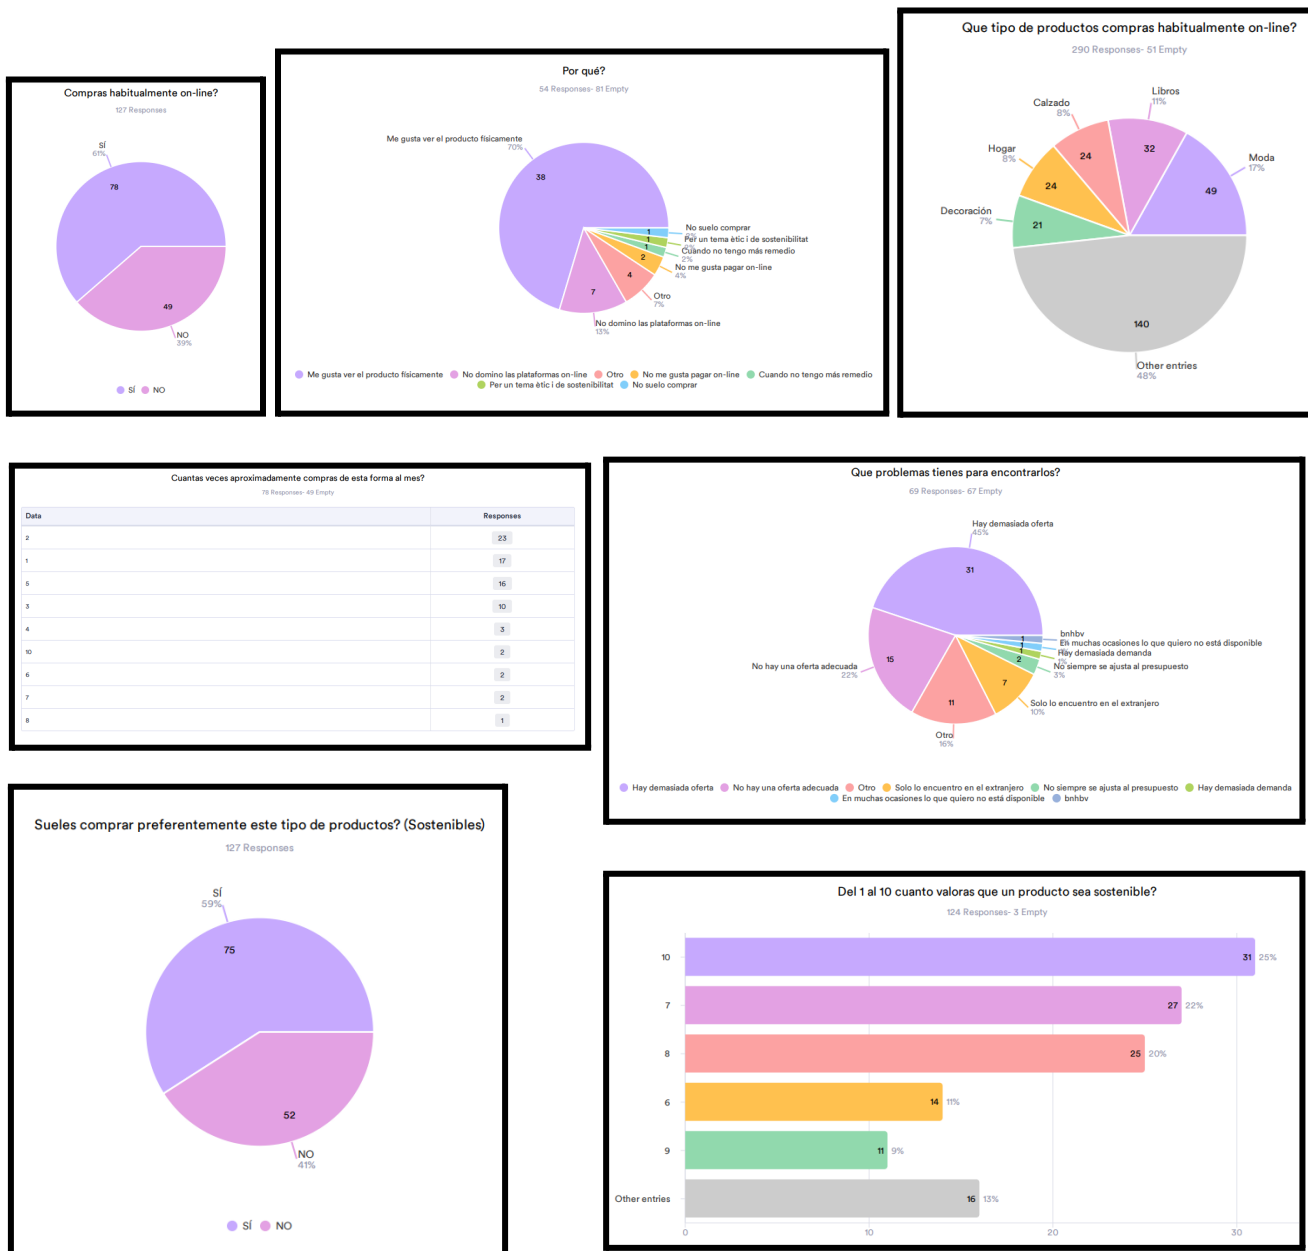 Compras habitualmente on-line?
127 Responses
SÍ
61%
78
49
NO
39%
SÍ NO
Por qué?
54 Responses- 81 Empty
Me gusta ver el producto físicamente
70%
38
1
No suelo comprar
2%
1
Per un tema ètic i de sostenibilitat
2%
1
Cuando no tengo más remedio
2%
2
No me gusta pagar on-line
4%
4
Otro
7%
7
No domino las plataformas on-line
13%
Me gusta ver el producto físicamente No domino las plataformas on-line Otro No me gusta pagar on-line Cuando no tengo más remedio
Per un tema ètic i de sostenibilitat No suelo comprar
Que tipo de productos compras habitualmente on-line?
290 Responses- 51 Empty
Libros
11%
Calzado
8%
32
24
Hogar
8%
Moda
17%
24
49
Decoración
7%
21
140
Other entries
48%
Cuantas veces aproximadamente compras de esta forma al mes?
78 Responses- 49 Empty
Data Responses
2 23
1 17
5 16
3 10
4 3
10 2
6 2
7 2
8 1
Que problemas tienes para encontrarlos?
69 Responses- 67 Empty
Hay demasiada oferta
45%
31
1
bnhbv
1
En muchas ocasiones lo que quiero no está disponible
1
Hay demasiada demanda
1%
2
No siempre se ajusta al presupuesto
3%
No hay una oferta adecuada
22%
15
7
Solo lo encuentro en el extranjero
10%
11
Otro
16%
Hay demasiada oferta No hay una oferta adecuada Otro Solo lo encuentro en el extranjero No siempre se ajusta al presupuesto Hay demasiada demanda
En muchas ocasiones lo que quiero no está disponible bnhbv
Sueles comprar preferentemente este tipo de productos? (Sostenibles)
127 Responses
SÍ
59%
75
52
NO
41%
SÍ NO
Del 1 al 10 cuanto valoras que un producto sea sostenible?
124 Responses- 3 Empty
10 31 25%
7 27 22%
8 25 20%
6 14 11%
9 11 9%
Other entries 16 13%
0 10 20 30